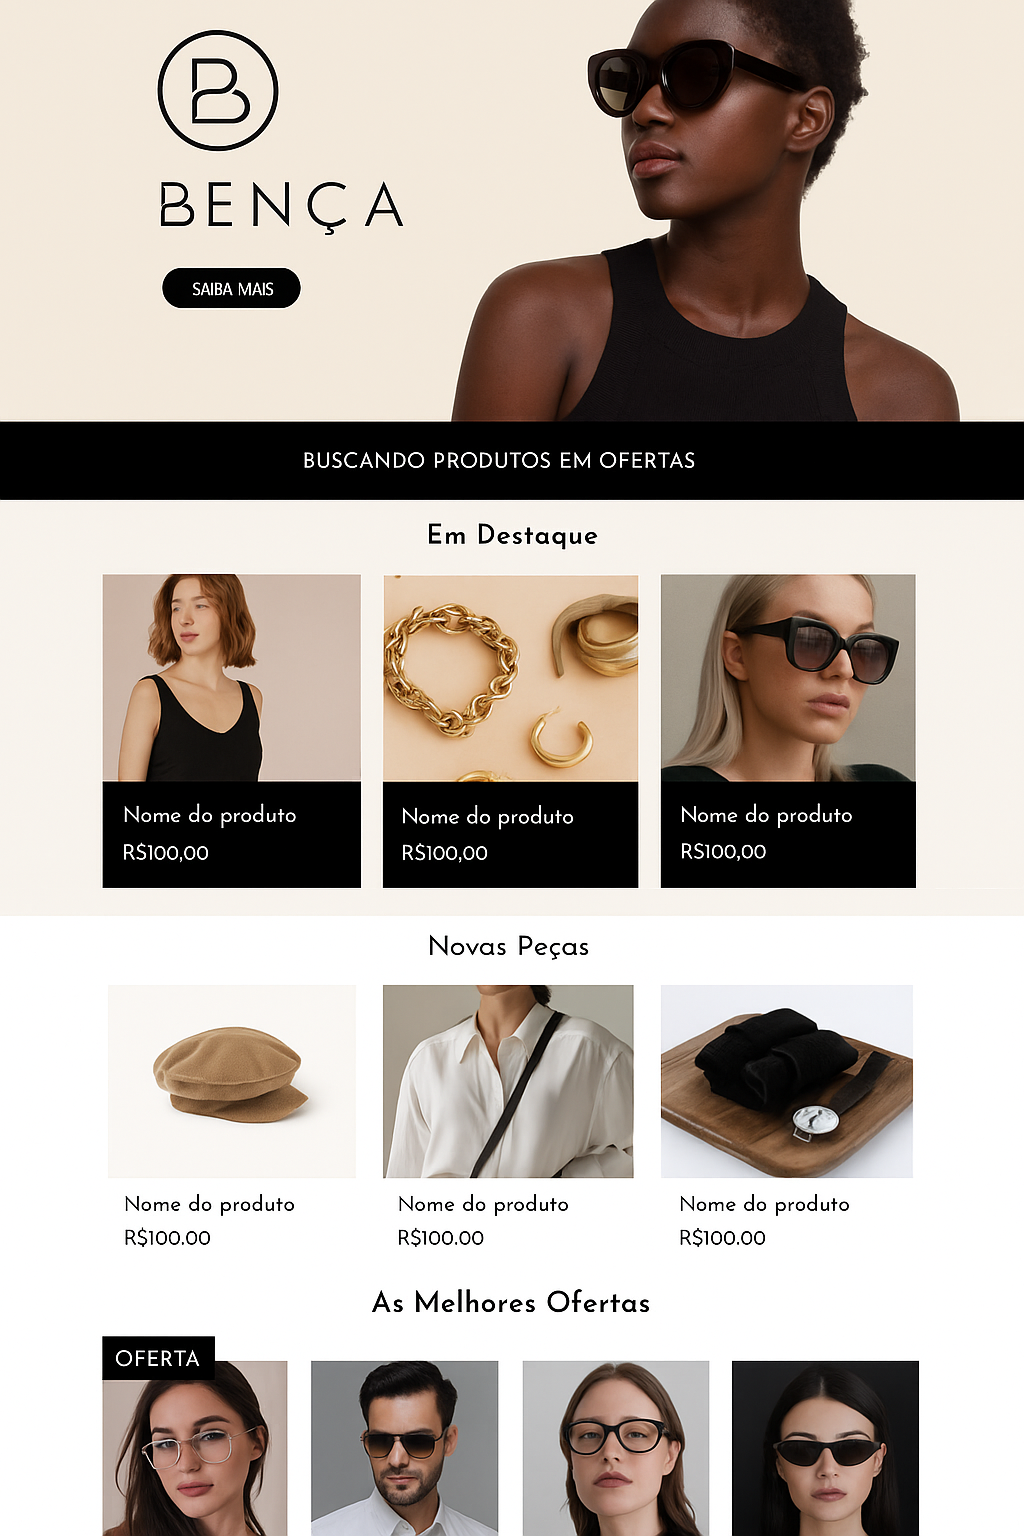 B
BENÇA
SAIBA MAIS
BUSCANDO PRODUTOS EM OFERTAS
Em Destaque
Nome do produto
R$100,00
Nome do produto
R$100,00
Nome do produto
R$100,00
Novas Peças
Nome do produto
R$100.00
Nome do produto
R$100.00
Nome do produto
R$100.00
As Melhores Ofertas
OFERTA